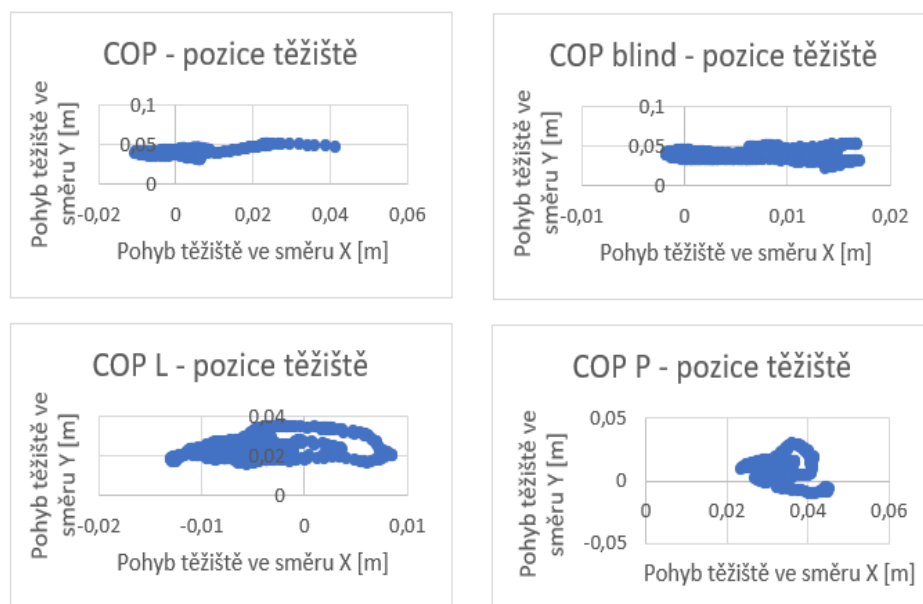 COP - pozice těžiště
Pohyb těžiště ve
směru Y [m]
0,1
0,05
0
-0,02
0
0,02
0,04
0,06
Pohyb těžiště ve směru X [m]
COP blind - pozice těžiště
Pohyb těžiště ve
směru Y [m]
0,1
0,05
0
-0,01
0
0,01
0,02
Pohyb těžiště ve směru X [m]
COP L - pozice těžiště
Pohyb těžiště ve
směru Y [m]
0,04
0,02
0
-0,02
-0,01
0
0,01
Pohyb těžiště ve směru X [m]
COP P - pozice těžiště
Pohyb těžiště ve
směru Y [m]
0,05
0
-0,05
0
0,02
0,04
0,06
Pohyb těžiště ve směru X [m]